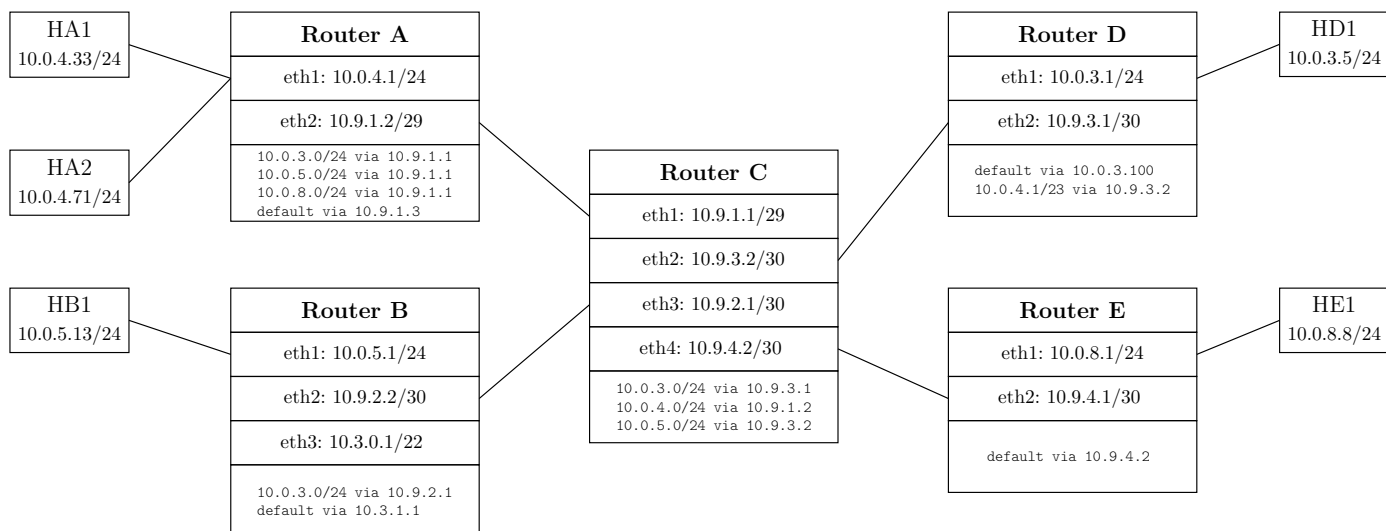 HA1
10.0.4.33/24
HA2
10.0.4.71/24
HB1
10.0.5.13/24
Router A
eth1: 10.0.4.1/24
eth2: 10.9.1.2/29
10.0.3.0/24 via 10.9.1.1
10.0.5.0/24 via 10.9.1.1
10.0.8.0/24 via 10.9.1.1
default via 10.9.1.3
Router B
eth1: 10.0.5.1/24
eth2: 10.9.2.2/30
eth3: 10.3.0.1/22
10.0.3.0/24 via 10.9.2.1
default via 10.3.1.1
Router C
eth1: 10.9.1.1/29
eth2: 10.9.3.2/30
eth3: 10.9.2.1/30
eth4: 10.9.4.2/30
10.0.3.0/24 via 10.9.3.1
10.0.4.0/24 via 10.9.1.2
10.0.5.0/24 via 10.9.3.2
Router D
eth1: 10.0.3.1/24
eth2: 10.9.3.1/30
default via 10.0.3.100
10.0.4.1/23 via 10.9.3.2
Router E
eth1: 10.0.8.1/24
eth2: 10.9.4.1/30
default via 10.9.4.2
HD1
10.0.3.5/24
HE1
10.0.8.8/24